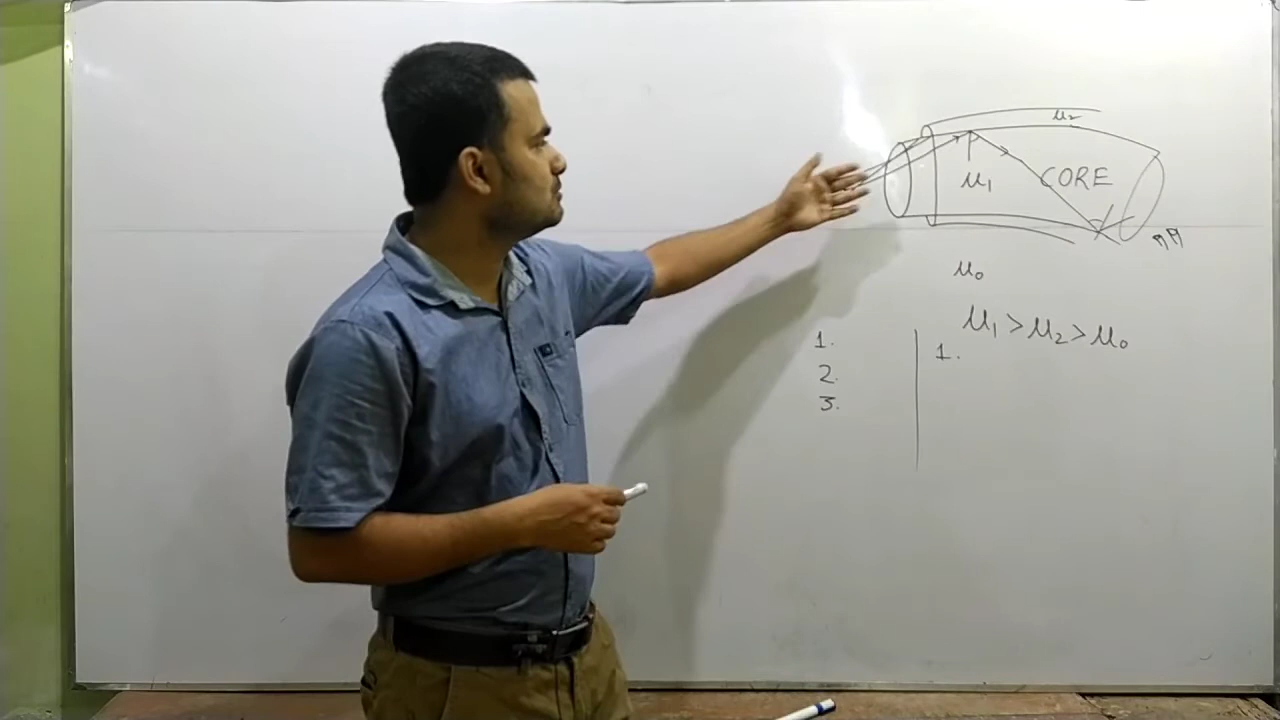 μ₂
μ₁ CORE
μ₀
μ₁ > μ₂ > μ₀
1.
2.
3.
1.